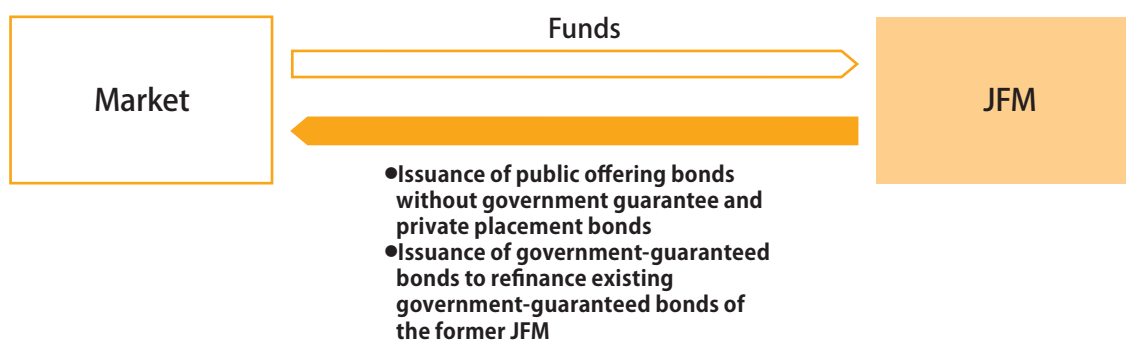 Funds
Market
JFM
●Issuance of public offering bonds
without government guarantee and
private placement bonds
●Issuance of government-guaranteed
bonds to refinance existing
government-guaranteed bonds of
the former JFM